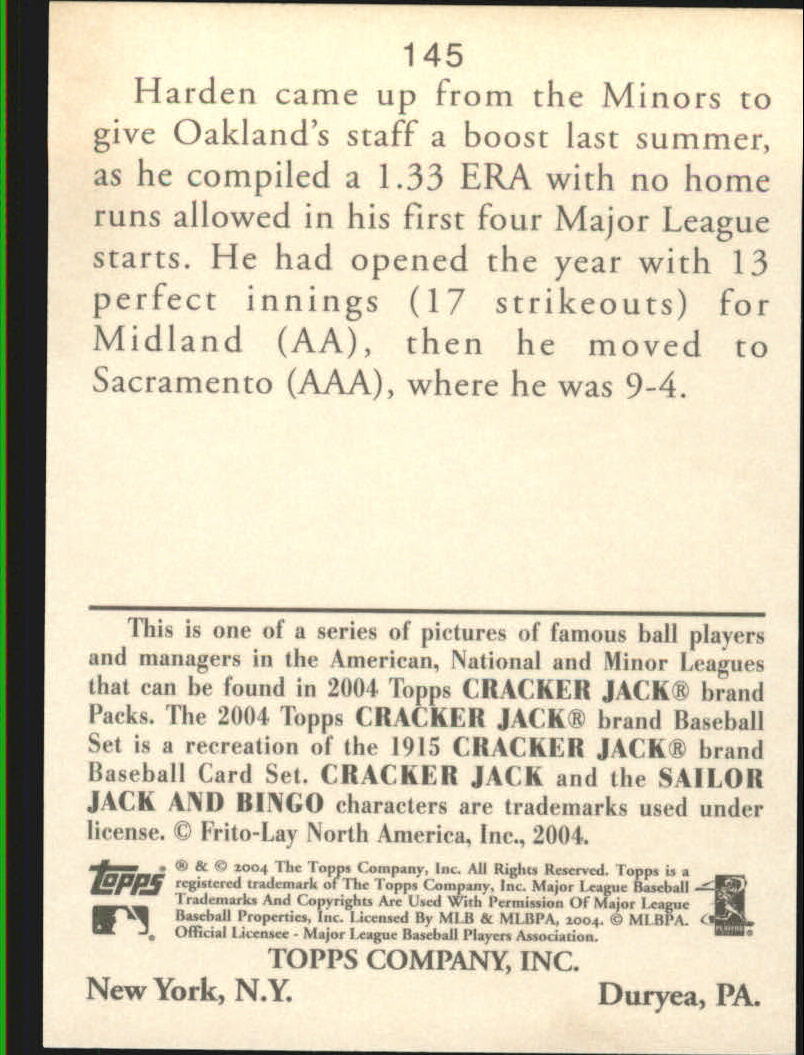 145
Harden came up from the Minors to
give Oakland's staff a boost last summer,
as he compiled a 1.33 ERA with no home
runs allowed in his first four Major League
starts. He had opened the year with 13
perfect innings (17 strikeouts) for
Midland (AA), then he moved to
Sacramento (AAA), where he was 9-4.
This is one of a series of pictures of famous ball players
and managers in the American, National and Minor Leagues
that can be found in 2004 Topps CRACKER JACK® brand
Packs. The 2004 Topps CRACKER JACK® brand Baseball
Set is a recreation of the 1915 CRACKER JACK® brand
Baseball Card Set. CRACKER JACK and the SAILOR
JACK AND BINGO characters are trademarks used under
license. © Frito-Lay North America, Inc., 2004.
Topps
® & © 2004 The Topps Company, Inc. All Rights Reserved. Topps is a
registered trademark of The Topps Company, Inc. Major League Baseball
Trademarks And Copyrights Are Used With Permission Of Major League
Baseball Properties, Inc. Licensed By MLB & MLBPA, 2004. © MLBPA.
Official Licensee - Major League Baseball Players Association.
TOPPS COMPANY, INC.
New York, N.Y. Duryea, PA.